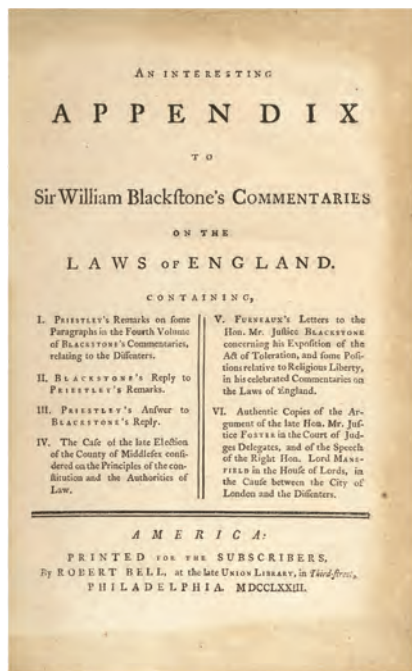 AN INTERESTING
APPENDIX
TO
Sir William Blackſtone's COMMENTARIES
ON THE
LAWS OF ENGLAND.
CONTAINING,
I. PRIESTLEY's Remarks on ſome
Paragraphs in the Fourth Volume
of BLACKSTONE's Commentaries,
relating to the Diſſenters.
II. BLACKSTONE's Reply to
PRIESTLEY's Remarks.
III. PRIESTLEY's Anſwer to
BLACKSTONE's Reply.
IV. The Caſe of the late Election
of the County of Middleſex conſi-
dered on the Principles of the con-
ſtitution and the Authorities of
Law.
V. FURNEAUX's Letters to the
Hon. Mr. Juſtice BLACKSTONE
concerning his Expoſition of the
Act of Toleration, and ſome Poſi-
tions relative to Religious Liberty,
in his celebrated Commentaries on
the Laws of England.
VI. Authentic Copies of the Ar-
gument of the late Hon. Mr. Juſ-
tice FOSTER in the Court of Jud-
ges Delegates, and of the Speech
of the Right Hon. Lord MANS-
FIELD in the Houſe of Lords, in
the Cauſe between the City of
London and the Diſſenters.
AMERICA:
PRINTED FOR THE SUBSCRIBERS,
By ROBERT BELL, at the late UNION LIBRARY, in Third-ſtreet,
PHILADELPHIA. MDCCLXXIII.